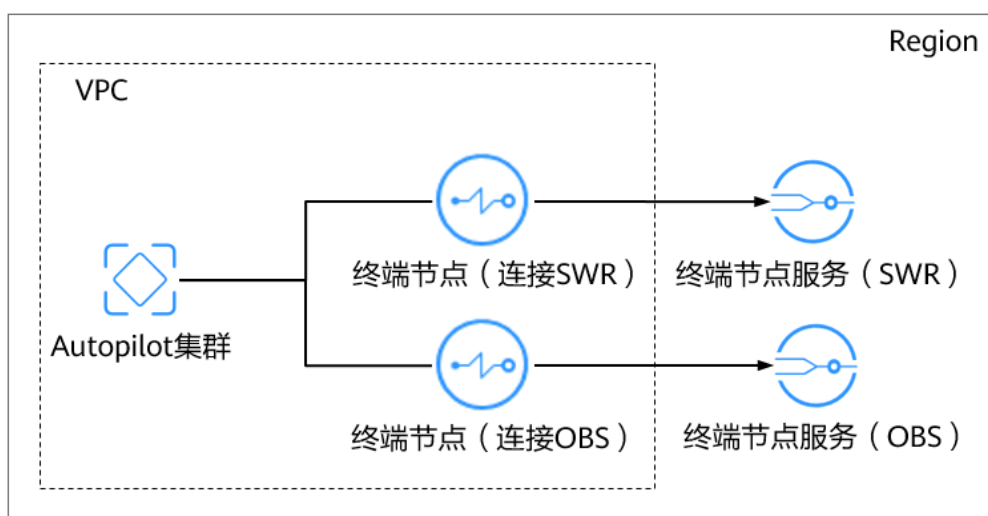 Region
VPC
终端节点（连接SWR）
终端节点服务（SWR）
Autopilot集群
终端节点（连接OBS）
终端节点服务（OBS）